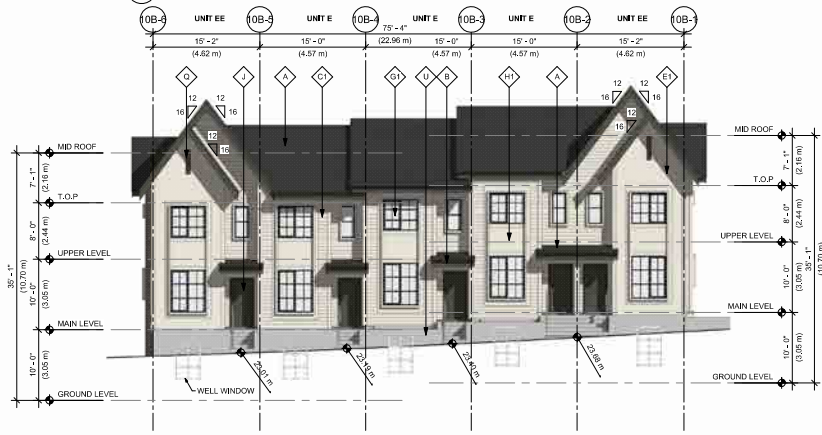 10B-6 UNIT EE 10B-5 UNIT E 10B-4 UNIT E 10B-3 UNIT E 10B-2 UNIT EE 10B-1
75' - 4"
(22.96 m)
15' - 2" 15' - 0" 15' - 0" 15' - 0" 15' - 2"
(4.62 m) (4.57 m) (4.57 m) (4.57 m) (4.62 m)
Q J A C1 G1 U B H1 A E1
12 12
16 16
12
16
12 12
16 16
12
16
MID ROOF
7' - 1"
(2.16 m)
T.O.P
8' - 0"
(2.44 m)
UPPER LEVEL
10' - 0"
(3.05 m)
MAIN LEVEL
10' - 0"
(3.05 m)
GROUND LEVEL
35' - 1"
(10.70 m)
MID ROOF
7' - 1"
(2.16 m)
T.O.P
8' - 0"
(2.44 m)
UPPER LEVEL
10' - 0"
(3.05 m)
MAIN LEVEL
10' - 0"
(3.05 m)
GROUND LEVEL
35' - 1"
(10.70 m)
WELL WINDOW
23.01 m
23.19 m
23.40 m
23.68 m